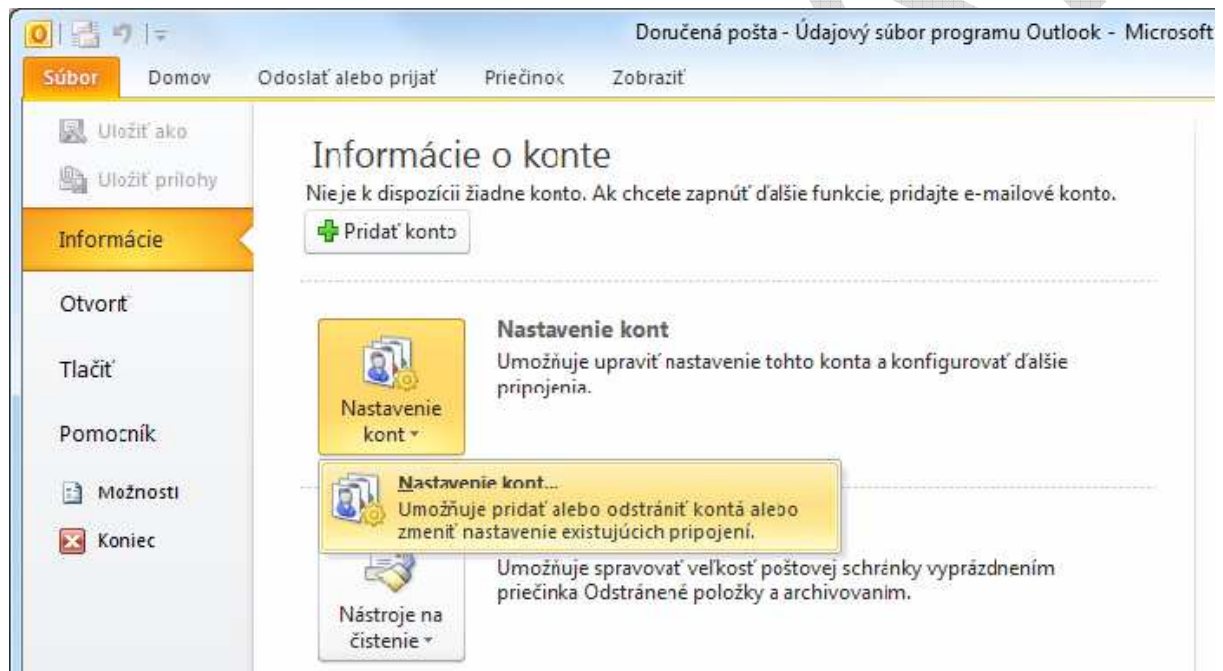 Doručená pošta - Údajový súbor programu Outlook - Microsoft
Súbor Domov Odoslať alebo prijať Priečinok Zobraziť
Uložiť ako
Uložiť prílohy
Informácie
Otvoriť
Tlačiť
Pomocník
Možnosti
Koniec
Informácie o konte
Nie je k dispozícii žiadne konto. Ak chcete zapnúť ďalšie funkcie, pridajte e-mailové konto.
Pridať konto
Nastavenie kont
Nastavenie kont
Umožňuje upraviť nastavenie tohto konta a konfigurovať ďalšie
pripojenia.
Nastavenie kont...
Umožňuje pridať alebo odstrániť kontá alebo
zmeniť nastavenie existujúcich pripojení.
Nástroje na
čistenie
Umožňuje spravovať veľkosť poštovej schránky vyprázdnením
priečinka Odstránené položky a archivovaním.